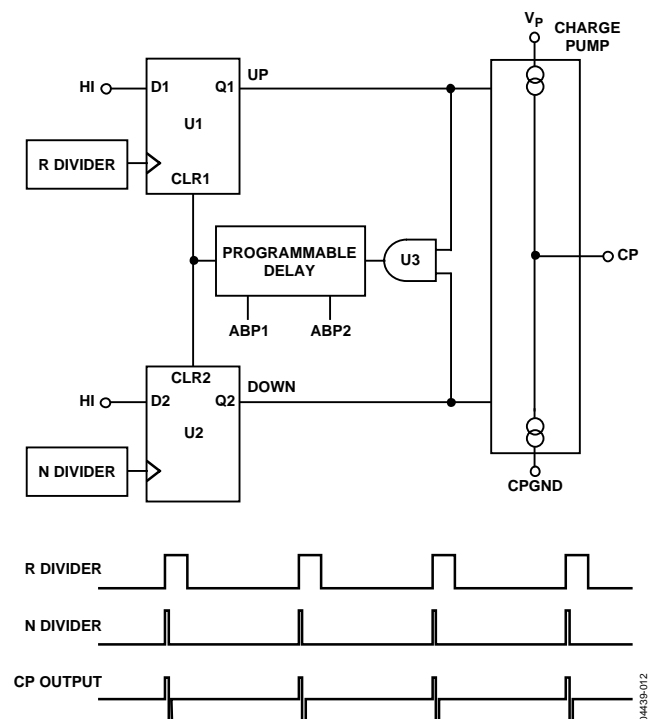 VP
CHARGE
PUMP
UP
HI
D1
Q1
U1
R DIVIDER
CLR1
PROGRAMMABLE
DELAY
U3
CP
ABP1
ABP2
CLR2
DOWN
HI
D2
Q2
U2
N DIVIDER
CPGND
R DIVIDER
N DIVIDER
CP OUTPUT
04439-012